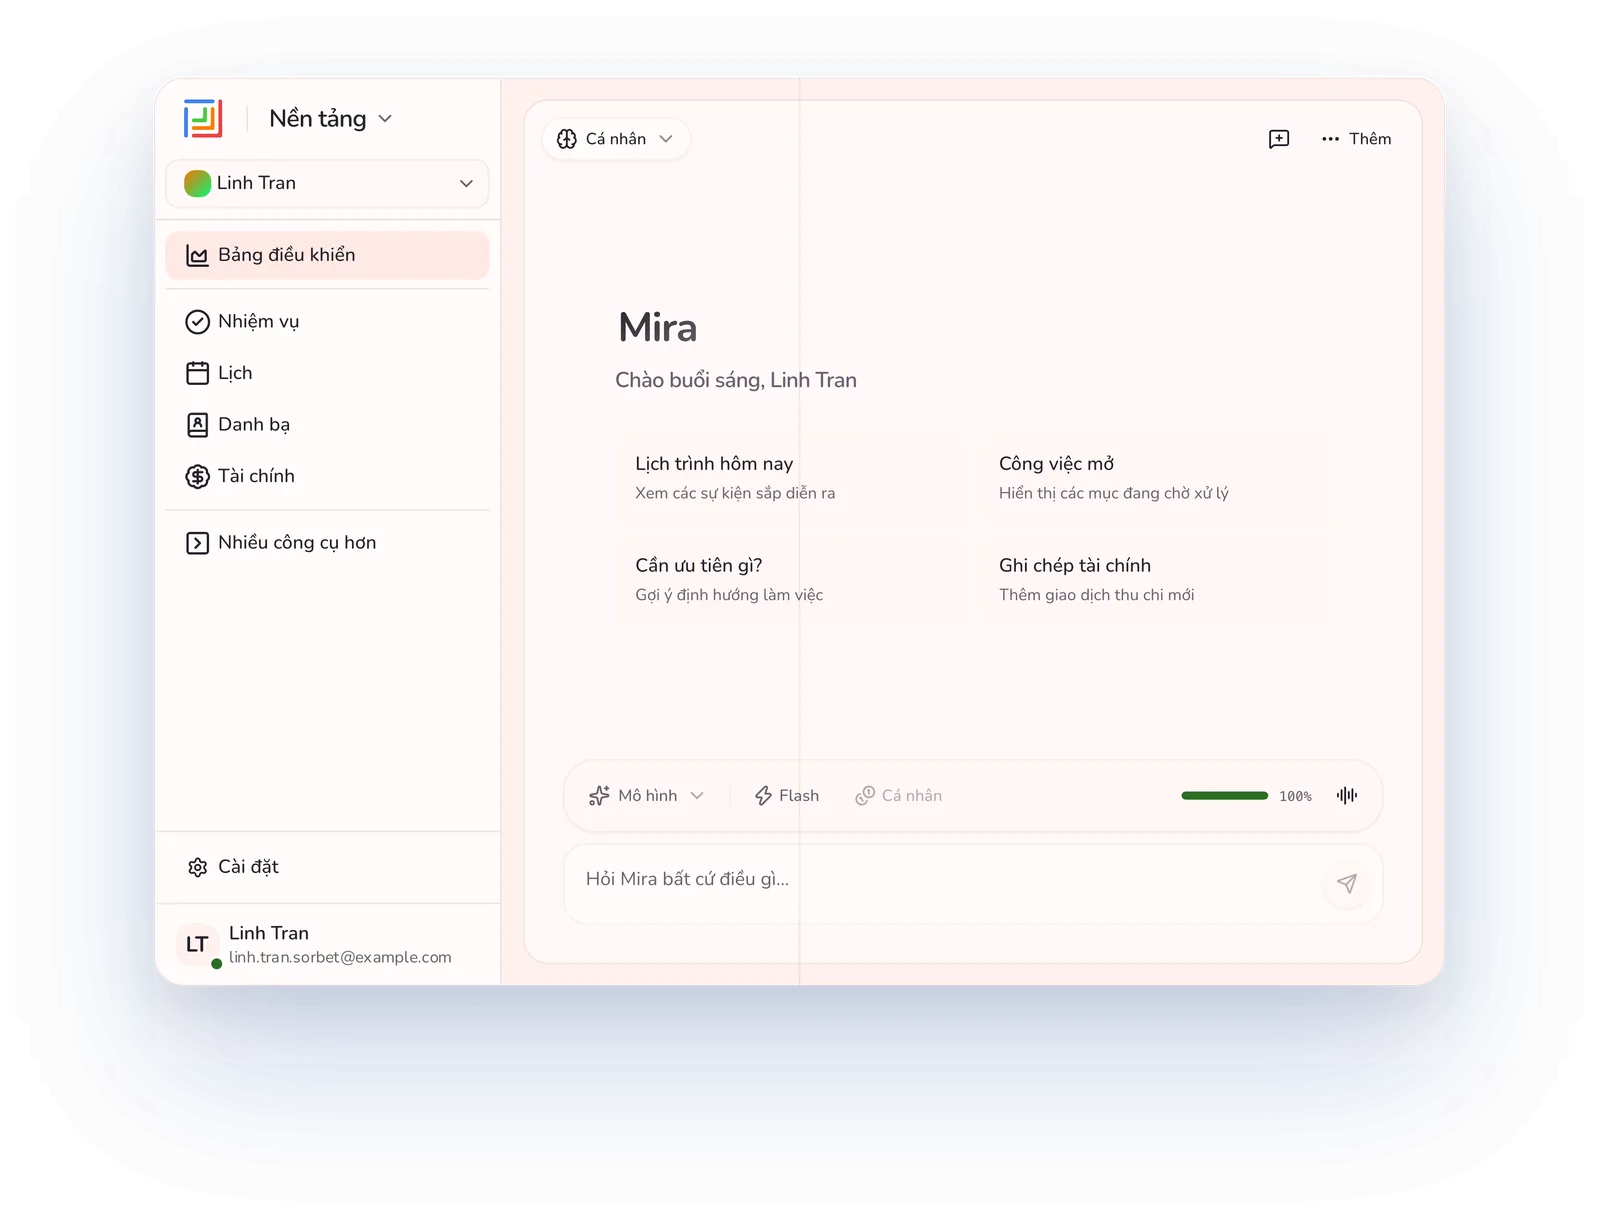 Nền tảng
Linh Tran
Bảng điều khiển
Nhiệm vụ
Lịch
Danh bạ
Tài chính
Nhiều công cụ hơn
Cài đặt
LT
Linh Tran
linh.tran.sorbet@example.com
Cá nhân
Thêm
Mira
Chào buổi sáng, Linh Tran
Lịch trình hôm nay
Xem các sự kiện sắp diễn ra
Công việc mở
Hiển thị các mục đang chờ xử lý
Cần ưu tiên gì?
Gợi ý định hướng làm việc
Ghi chép tài chính
Thêm giao dịch thu chi mới
Mô hình
Flash
Cá nhân
100%
Hỏi Mira bất cứ điều gì...